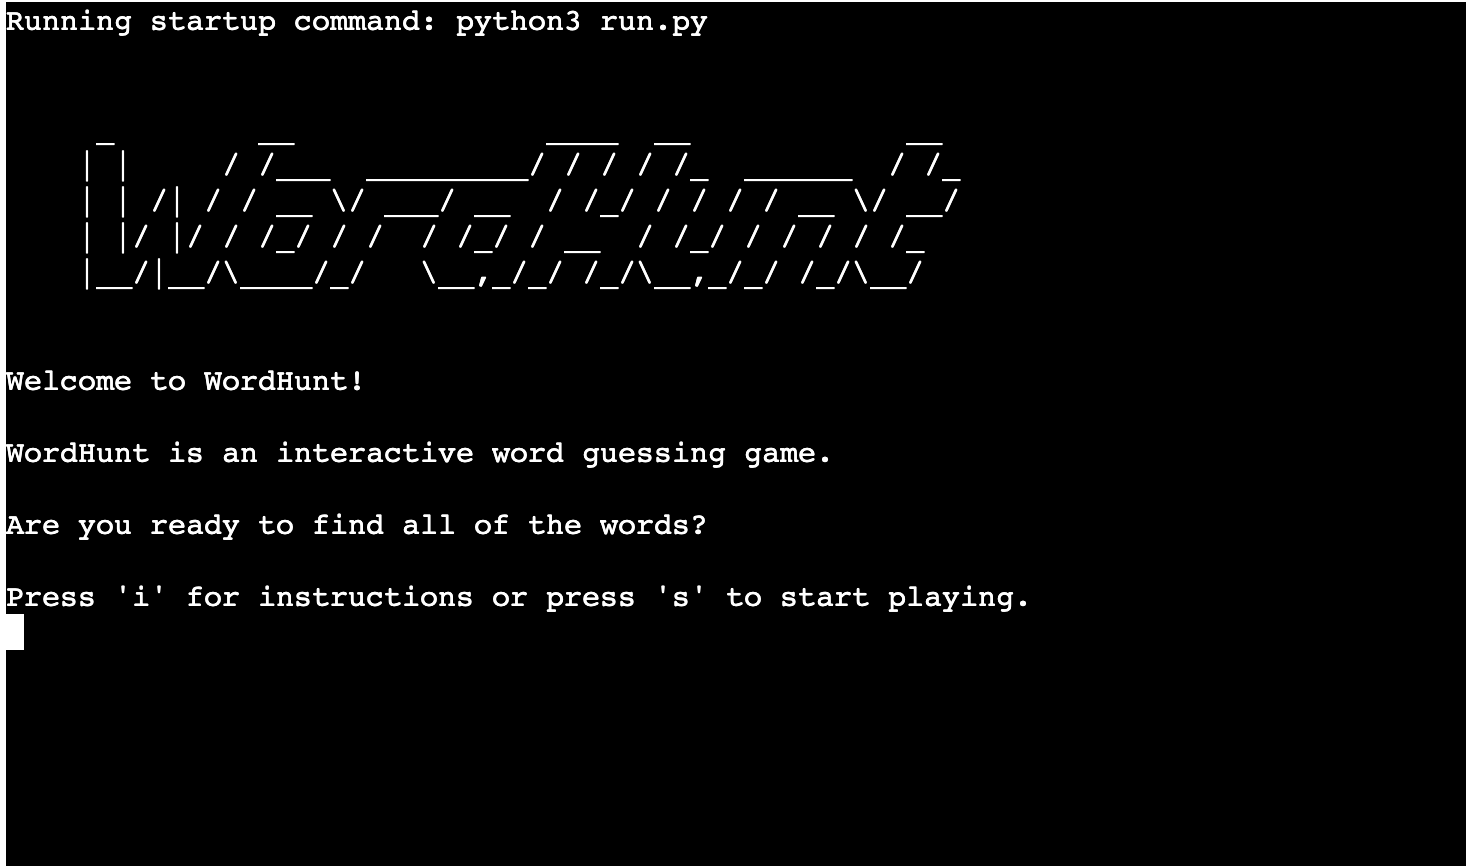 Running startup command: python3 run.py
WordHunt
Welcome to WordHunt!
WordHunt is an interactive word guessing game.
Are you ready to find all of the words?
Press 'i' for instructions or press 's' to start playing.